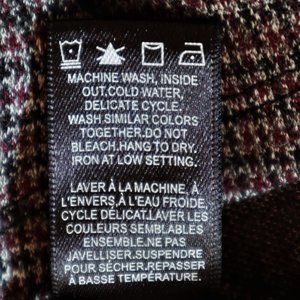 MACHINE WASH, INSIDE
OUT.COLD WATER,
DELICATE CYCLE.
WASH SIMILAR COLORS
TOGETHER.DO NOT
BLEACH.HANG TO DRY.
IRON AT LOW SETTING.
LAVER À LA MACHINE, À
L'ENVERS,À L'EAU FROIDE,
CYCLE DÉLICAT.LAVER LES
COULEURS SEMBLABLES
ENSEMBLE.NE PAS
JAVELLISER.SUSPENDRE
POUR SÉCHER.REPASSER
À BASSE TEMPÉRATURE.